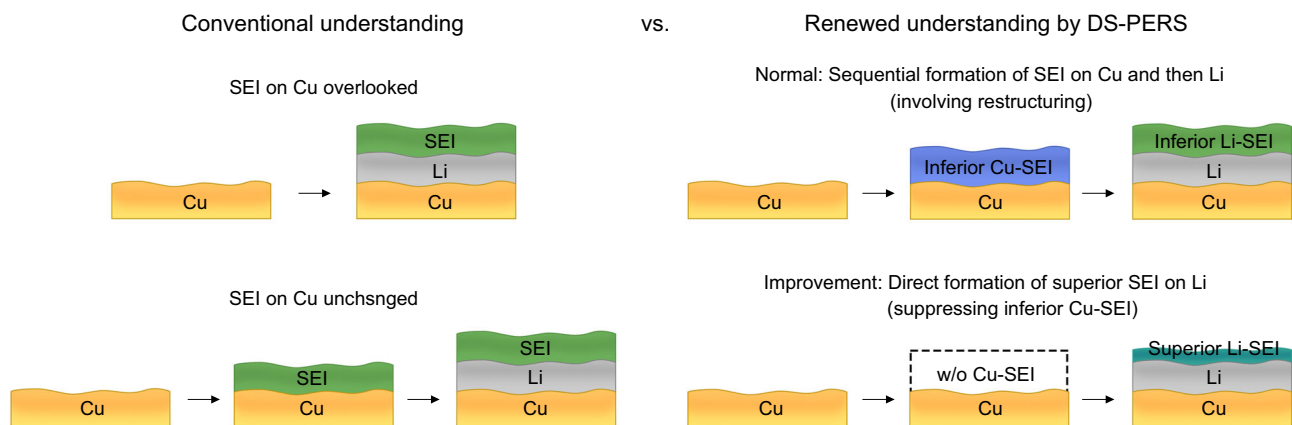 Conventional understanding
vs.
Renewed understanding by DS-PERS
SEI on Cu overlooked
Cu
SEI
Li
Cu
Normal: Sequential formation of SEI on Cu and then Li
(involving restructuring)
Cu
Inferior Cu-SEI
Cu
Inferior Li-SEI
Li
Cu
SEI on Cu unchsnged
Cu
SEI
Cu
SEI
Li
Cu
Improvement: Direct formation of superior SEI on Li
(suppressing inferior Cu-SEI)
Cu
w/o Cu-SEI
Cu
Superior Li-SEI
Li
Cu